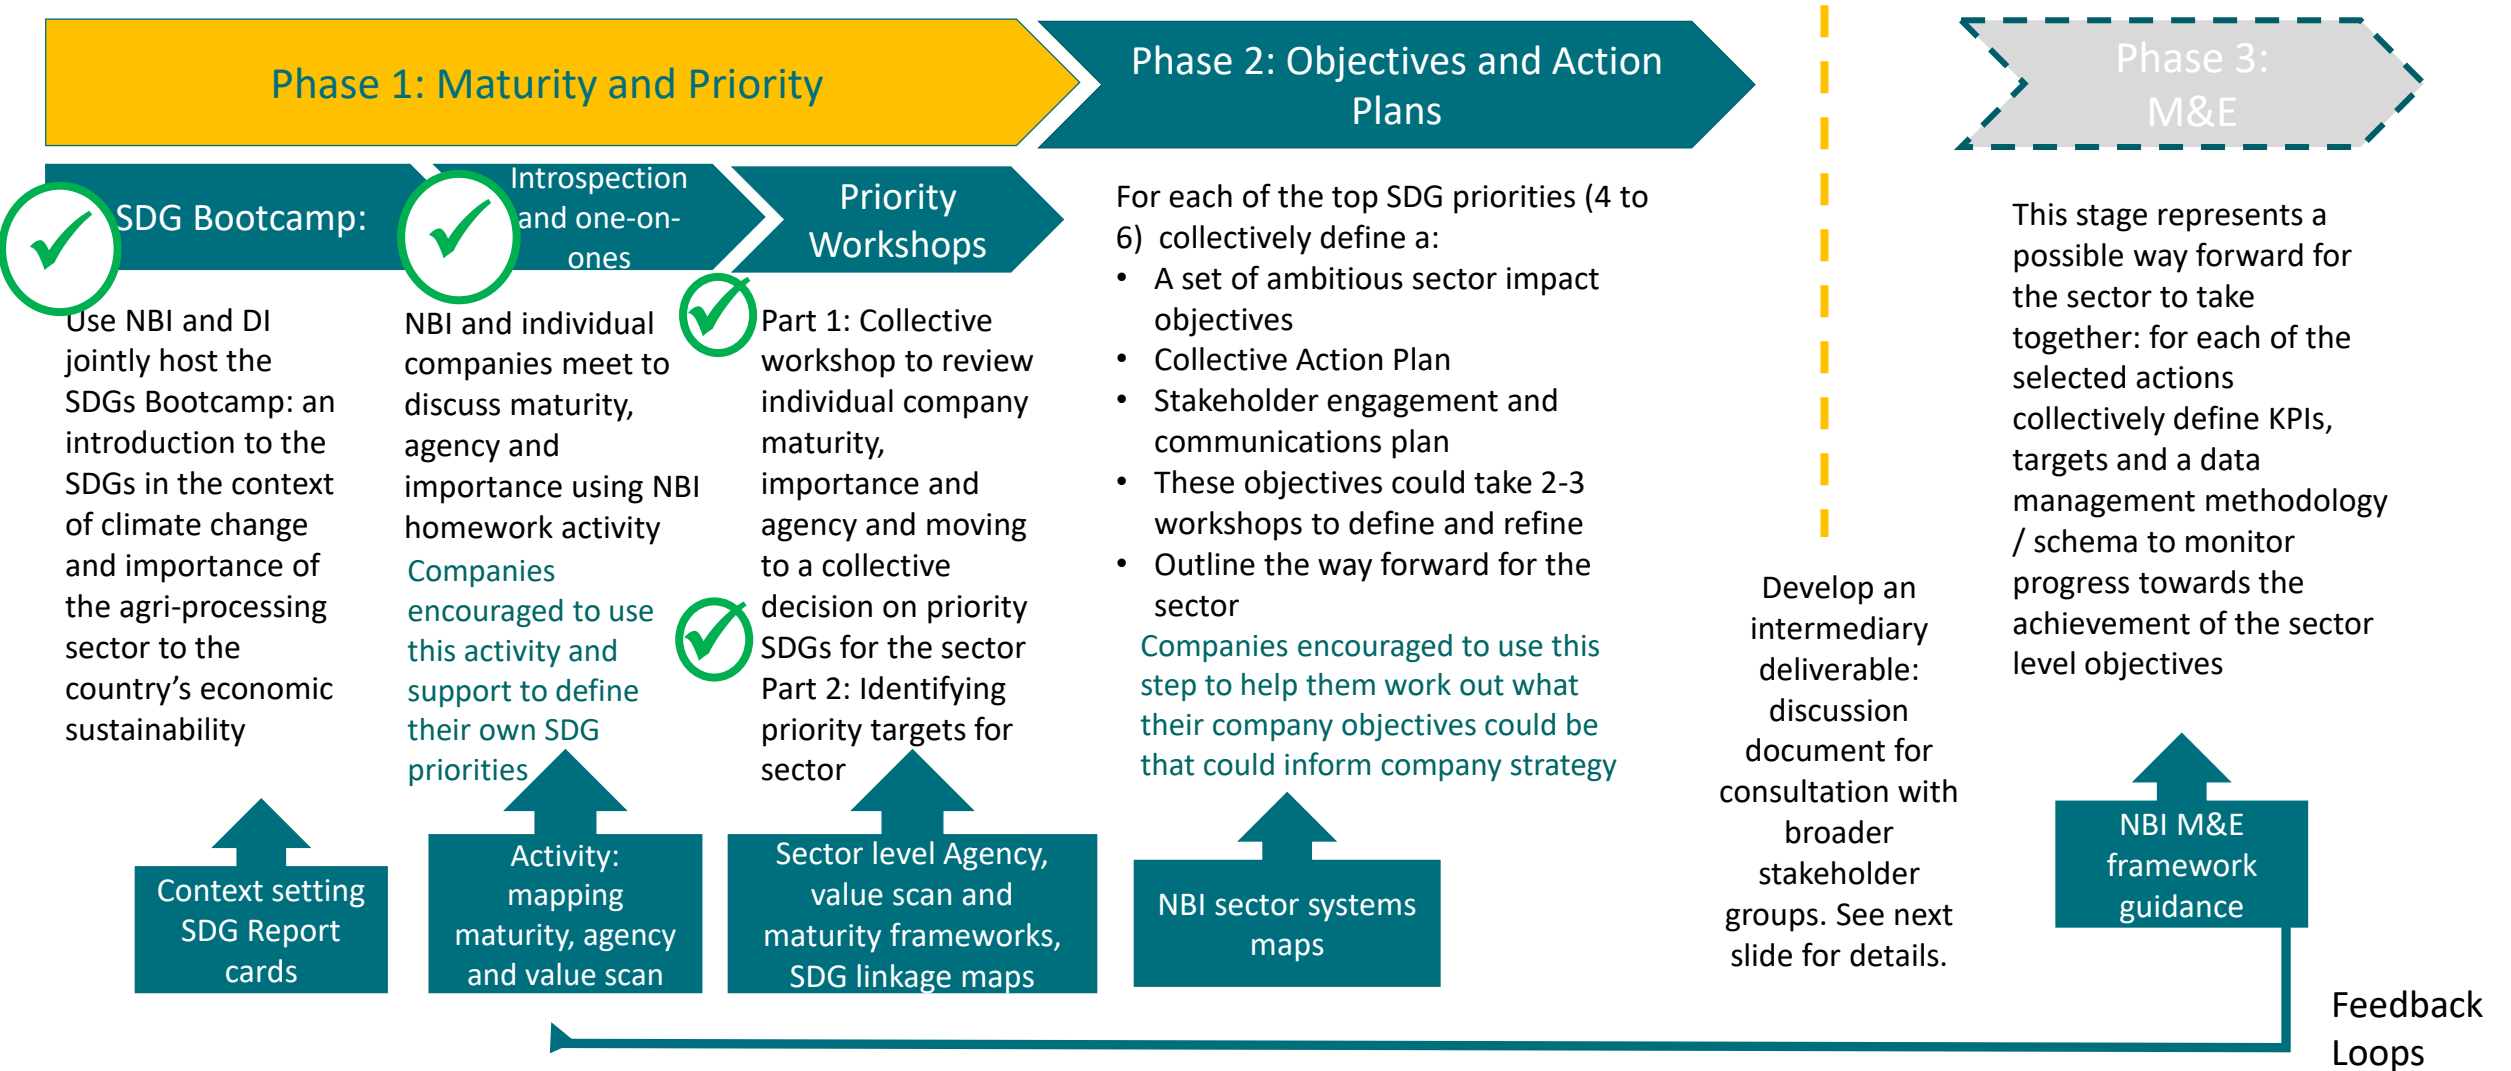 Phase 1: Maturity and Priority
Phase 2: Objectives and Action
Plans
Phase 3:
M&E
SDG Bootcamp:
Introspection
and one-on-
ones
Priority
Workshops
Use NBI and DI
jointly host the
SDGs Bootcamp: an
introduction to the
SDGs in the context
of climate change
and importance of
the agri-processing
sector to the
country’s economic
sustainability
NBI and individual
companies meet to
discuss maturity,
agency and
importance using NBI
homework activity
Companies
encouraged to use
this activity and
support to define
their own SDG
priorities
Part 1: Collective
workshop to review
individual company
maturity,
importance and
agency and moving
to a collective
decision on priority
SDGs for the sector
Part 2: Identifying
priority targets for
sector
For each of the top SDG priorities (4 to
6) collectively define a:
• A set of ambitious sector impact
objectives
• Collective Action Plan
• Stakeholder engagement and
communications plan
• These objectives could take 2-3
workshops to define and refine
• Outline the way forward for the
sector
Companies encouraged to use this
step to help them work out what
their company objectives could be
that could inform company strategy
Develop an
intermediary
deliverable:
discussion
document for
consultation with
broader
stakeholder
groups. See next
slide for details.
This stage represents a
possible way forward for
the sector to take
together: for each of the
selected actions
collectively define KPIs,
targets and a data
management methodology
/ schema to monitor
progress towards the
achievement of the sector
level objectives
Context setting
SDG Report
cards
Activity:
mapping
maturity, agency
and value scan
Sector level Agency,
value scan and
maturity frameworks,
SDG linkage maps
NBI sector systems
maps
NBI M&E
framework
guidance
Feedback
Loops